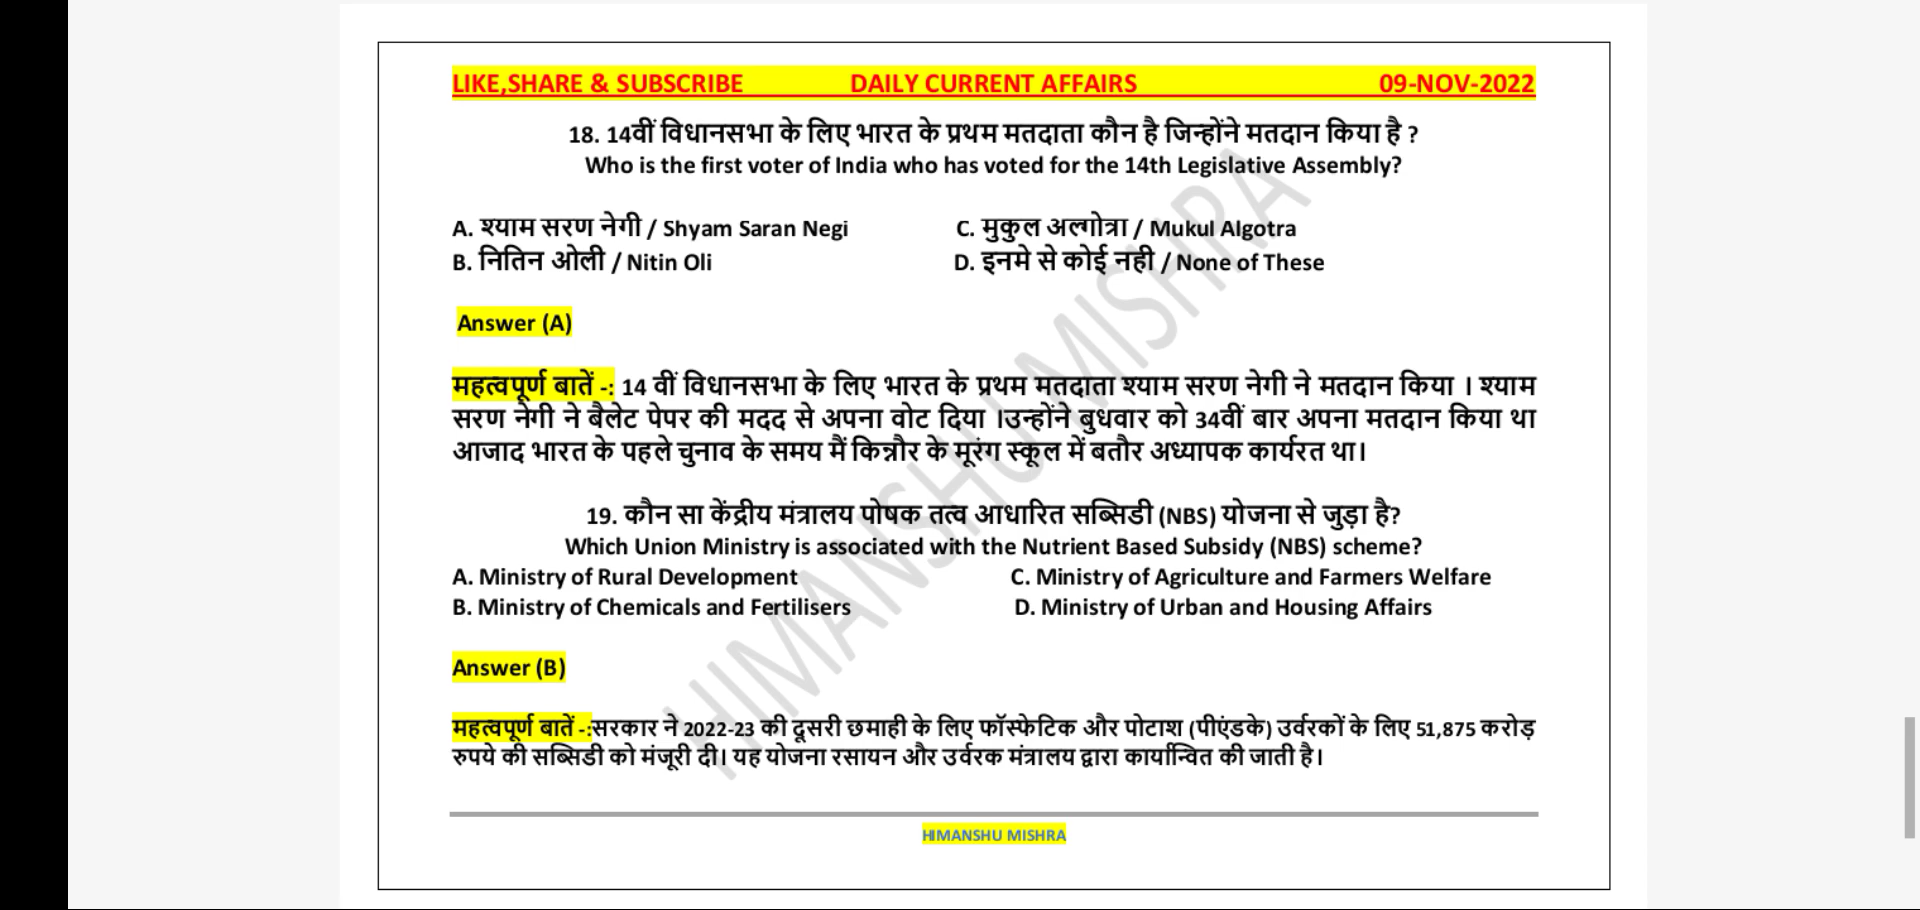 LIKE,SHARE & SUBSCRIBE DAILY CURRENT AFFAIRS 09-NOV-2022
18. 14वीं विधानसभा के लिए भारत के प्रथम मतदाता कौन है जिन्होंने मतदान किया है ?
Who is the first voter of India who has voted for the 14th Legislative Assembly?
A. श्याम सरण नेगी / Shyam Saran Negi C. मुकुल अल्गोत्रा / Mukul Algotra
B. नितिन ओली / Nitin Oli D. इनमे से कोई नही / None of These
Answer (A)
महत्वपूर्ण बातें -: 14 वीं विधानसभा के लिए भारत के प्रथम मतदाता श्याम सरण नेगी ने मतदान किया । श्याम
सरण नेगी ने बैलेट पेपर की मदद से अपना वोट दिया ।उन्होंने बुधवार को 34वीं बार अपना मतदान किया था
आजाद भारत के पहले चुनाव के समय मैं किन्नौर के मूरंग स्कूल में बतौर अध्यापक कार्यरत था।
19. कौन सा केंद्रीय मंत्रालय पोषक तत्व आधारित सब्सिडी (NBS) योजना से जुड़ा है?
Which Union Ministry is associated with the Nutrient Based Subsidy (NBS) scheme?
A. Ministry of Rural Development C. Ministry of Agriculture and Farmers Welfare
B. Ministry of Chemicals and Fertilisers D. Ministry of Urban and Housing Affairs
Answer (B)
महत्वपूर्ण बातें -:सरकार ने 2022-23 की दूसरी छमाही के लिए फॉस्फेटिक और पोटाश (पीएंडके) उर्वरकों के लिए 51,875 करोड़
रुपये की सब्सिडी को मंजूरी दी। यह योजना रसायन और उर्वरक मंत्रालय द्वारा कार्यान्वित की जाती है।
HIMANSHU MISHRA
HIMANSHU MISHRA